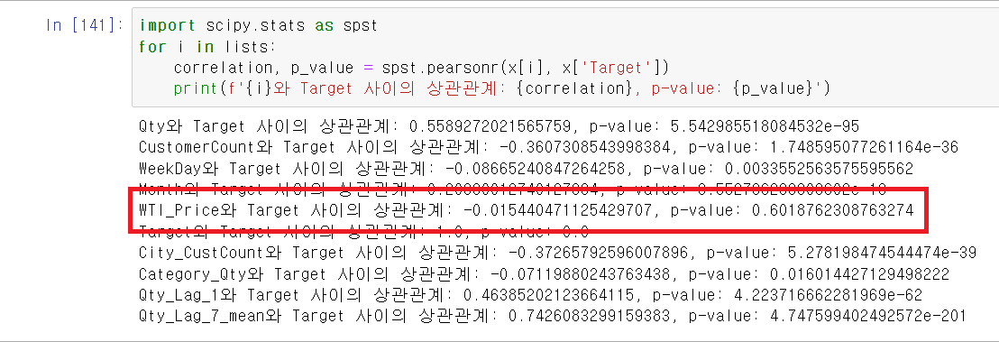 In [141]:
import scipy.stats as spst
for i in lists:
    correlation, p_value = spst.pearsonr(x[i], x['Target'])
    print(f'{i}와 Target 사이의 상관관계: {correlation}, p-value: {p_value}')
Qty와 Target 사이의 상관관계: 0.5589272021565759, p-value: 5.542985518084532e-95
CustomerCount와 Target 사이의 상관관계: -0.3607308543998384, p-value: 1.748595077261164e-36
WeekDay와 Target 사이의 상관관계: -0.08665240847264258, p-value: 0.0033552563575595562
Month와 Target 사이의 상관관계: p-value:
WTI_Price와 Target 사이의 상관관계: -0.015440471125429707, p-value: 0.6018762308763274
Target와 Target 사이의 상관관계: 1.0, p-value: 0.0
City_CustCount와 Target 사이의 상관관계: -0.37265792596007896, p-value: 5.278198474544474e-39
Category_Qty와 Target 사이의 상관관계: -0.07119880243763438, p-value: 0.016014427129498222
Qty_Lag_1와 Target 사이의 상관관계: 0.46385202123664115, p-value: 4.223716662281969e-62
Qty_Lag_7_mean와 Target 사이의 상관관계: 0.7426083299159383, p-value: 4.747599402492572e-201